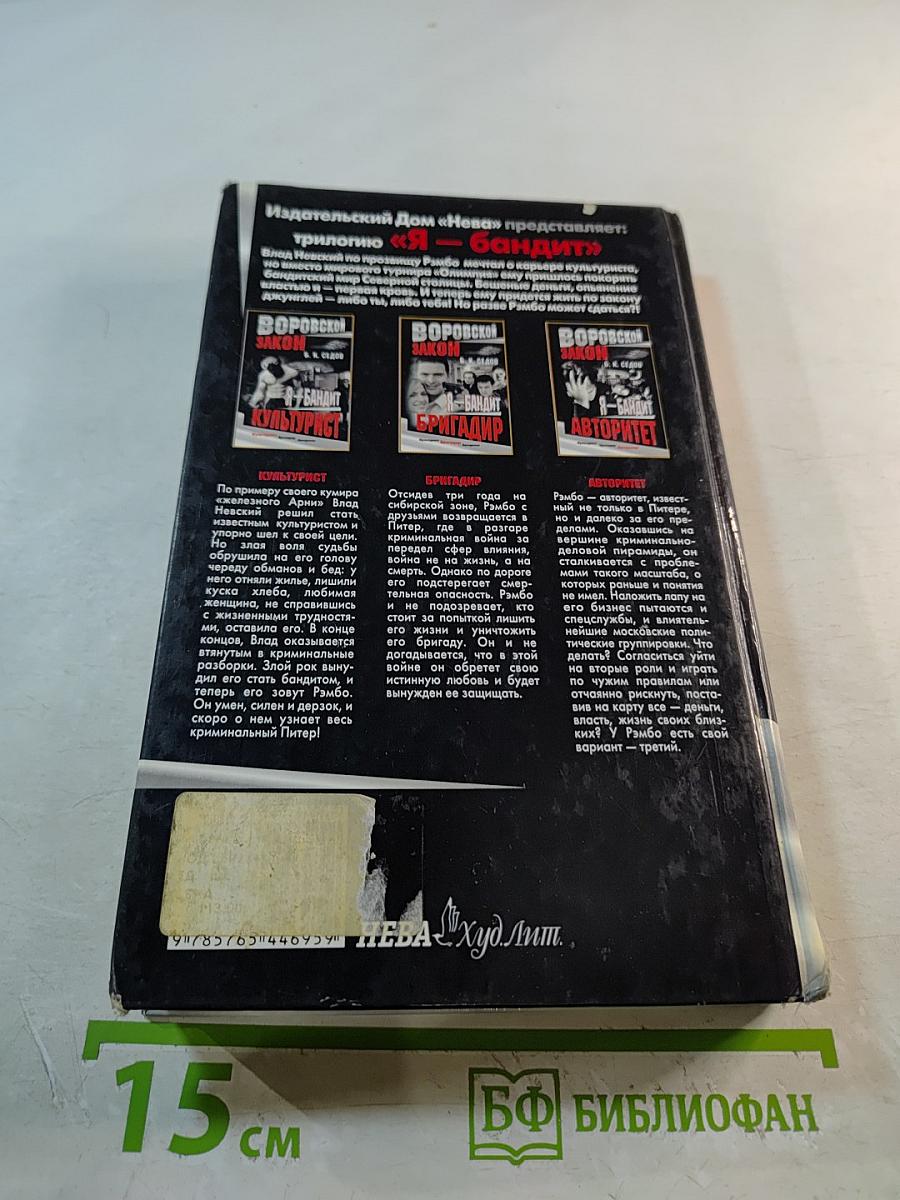 Издательский Дом «Нева» представляет:
трилогию «Я — бандит»
Влад Невский по прозвищу Рэмбо мечтал о карьере культуриста,
но вместо мирового турнира «Олимпия» ему пришлось покорять
бандитский мир Северной столицы. Бешеные деньги, опьянение
властью и — первая кровь. И теперь ему придется жить по закону
джунглей — либо ты, либо тебя! Но разве Рэмбо может сдаться?!
ВОРОВСКОЙ
ЗАКОН
Б. К. СЕДОВ
Я — БАНДИТ
КУЛЬТУРИСТ
ВОРОВСКОЙ
ЗАКОН
Б. К. СЕДОВ
Я — БАНДИТ
БРИГАДИР
ВОРОВСКОЙ
ЗАКОН
Б. К. СЕДОВ
Я — БАНДИТ
АВТОРИТЕТ
КУЛЬТУРИСТ
По примеру своего кумира
«железного Арни» Влад
Невский решил стать
известным культуристом и
упорно шел к своей цели.
Но злая воля судьбы
обрушила на его голову
череду обманов и бед: у
него отняли жилье, лишили
куска хлеба, любимая
женщина, не справившись
с жизненными трудностя-
ми, оставила его. В конце
концов, Влад оказывается
втянутым в криминальные
разборки. Злой рок выну-
дил его стать бандитом, и
теперь его зовут Рэмбо.
Он умен, силен и дерзок, и
скоро о нем узнает весь
криминальный Питер!
БРИГАДИР
Отсидев три года на
сибирской зоне, Рэмбо с
друзьями возвращается в
Питер, где в разгаре
криминальная война за
передел сфер влияния,
война не на жизнь, а на
смерть. Однако по дороге
его подстерегает смер-
тельная опасность. Рэмбо
и не подозревает, кто
стоит за попыткой лишить
его жизни и уничтожить
его бригаду. Он и не
догадывается, что в этой
войне он обретет свою
истинную любовь и будет
вынужден ее защищать.
АВТОРИТЕТ
Рэмбо — авторитет, извест-
ный не только в Питере,
но и далеко за его пре-
делами. Оказавшись на
вершине криминально-
деловой пирамиды, он
сталкивается с пробле-
мами такого масштаба, о
которых раньше и понятия
не имел. Наложить лапу на
его бизнес пытаются и
спецслужбы, и влиятель-
нейшие московские поли-
тические группировки. Что
делать? Согласиться уйти
на вторые роли и играть
по чужим правилам или
отчаянно рискнуть, поста-
вив на карту все — деньги,
власть, жизнь своих близ-
ких? У Рэмбо есть свой
вариант — третий.
9 785765 446959
НЕВА Худ.Лит.
15 см
БФ БИБЛИОФАН